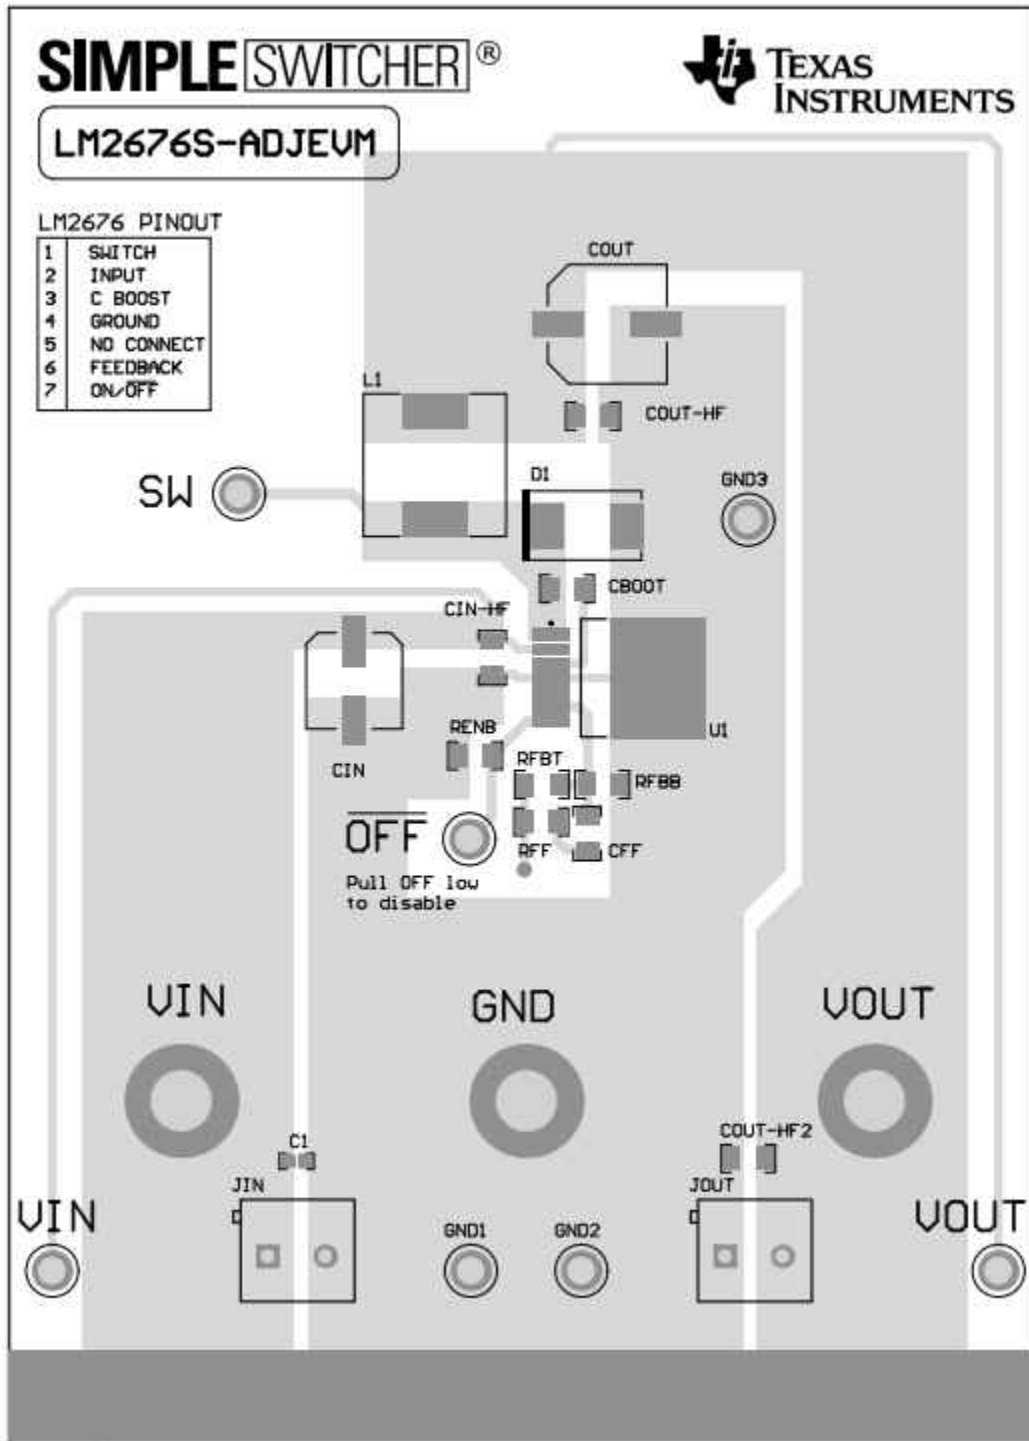 SIMPLE SWITCHER®
TEXAS
INSTRUMENTS
LM2676S-ADJEVM
LM2676 PINOUT
1 SWITCH
2 INPUT
3 C BOOST
4 GROUND
5 NO CONNECT
6 FEEDBACK
7 ON/OFF
COUT
L1
COUT-HF
D1
GND3
SW
CBOOT
CIN-HF
U1
RENB
RFBT
CIN
RFBB
OFF
RFF
CFF
Pull OFF low
to disable
VIN
GND
VOUT
COUT-HF2
C1
JIN
JOUT
VIN
GND1
GND2
VOUT